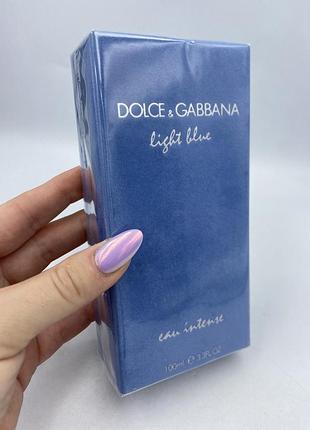 DOLCE & GABBANA
light blue
eau intense
100ml e 3.3FL.OZ